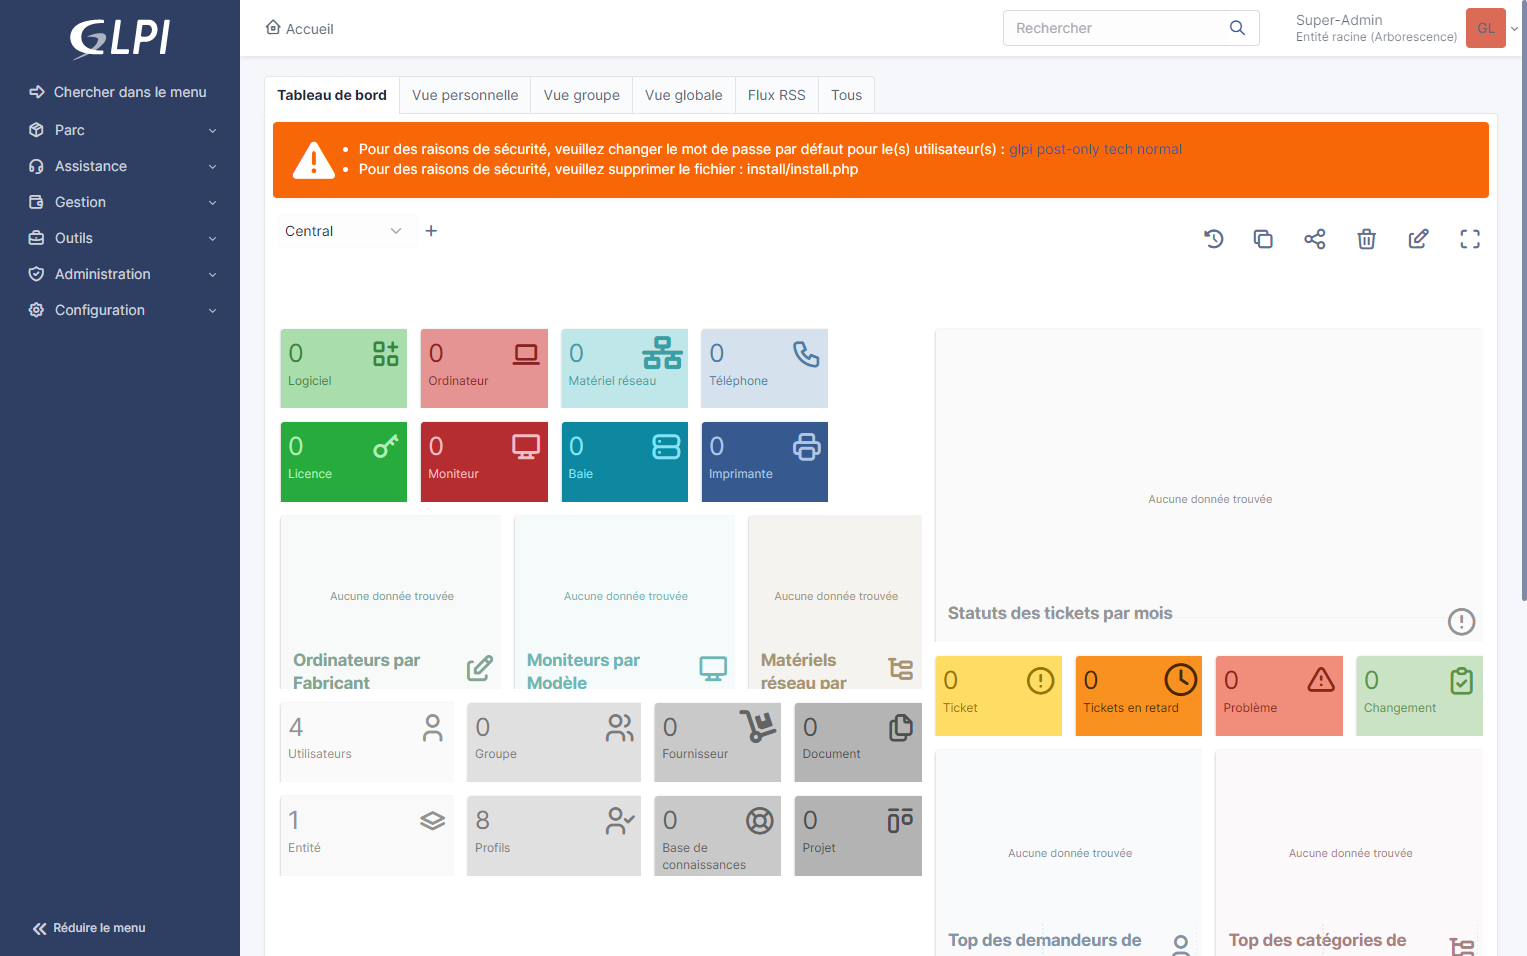 GLPI
Accueil
Rechercher
Super-Admin
Entité racine (Arborescence)
GL
Chercher dans le menu
Parc
Assistance
Gestion
Outils
Administration
Configuration
Réduire le menu
Tableau de bord
Vue personnelle
Vue groupe
Vue globale
Flux RSS
Tous
• Pour des raisons de sécurité, veuillez changer le mot de passe par défaut pour le(s) utilisateur(s) : glpi post-only tech normal
• Pour des raisons de sécurité, veuillez supprimer le fichier : install/install.php
Central
0
Logiciel
0
Ordinateur
0
Matériel réseau
0
Téléphone
0
Licence
0
Moniteur
0
Baie
0
Imprimante
Aucune donnée trouvée
Statuts des tickets par mois
Aucune donnée trouvée
Ordinateurs par
Fabricant
Aucune donnée trouvée
Moniteurs par
Modèle
Aucune donnée trouvée
Matériels
réseau par
0
Ticket
0
Tickets en retard
0
Problème
0
Changement
4
Utilisateurs
0
Groupe
0
Fournisseur
0
Document
1
Entité
8
Profils
0
Base de
connaissances
0
Projet
Aucune donnée trouvée
Top des demandeurs de
Aucune donnée trouvée
Top des catégories de